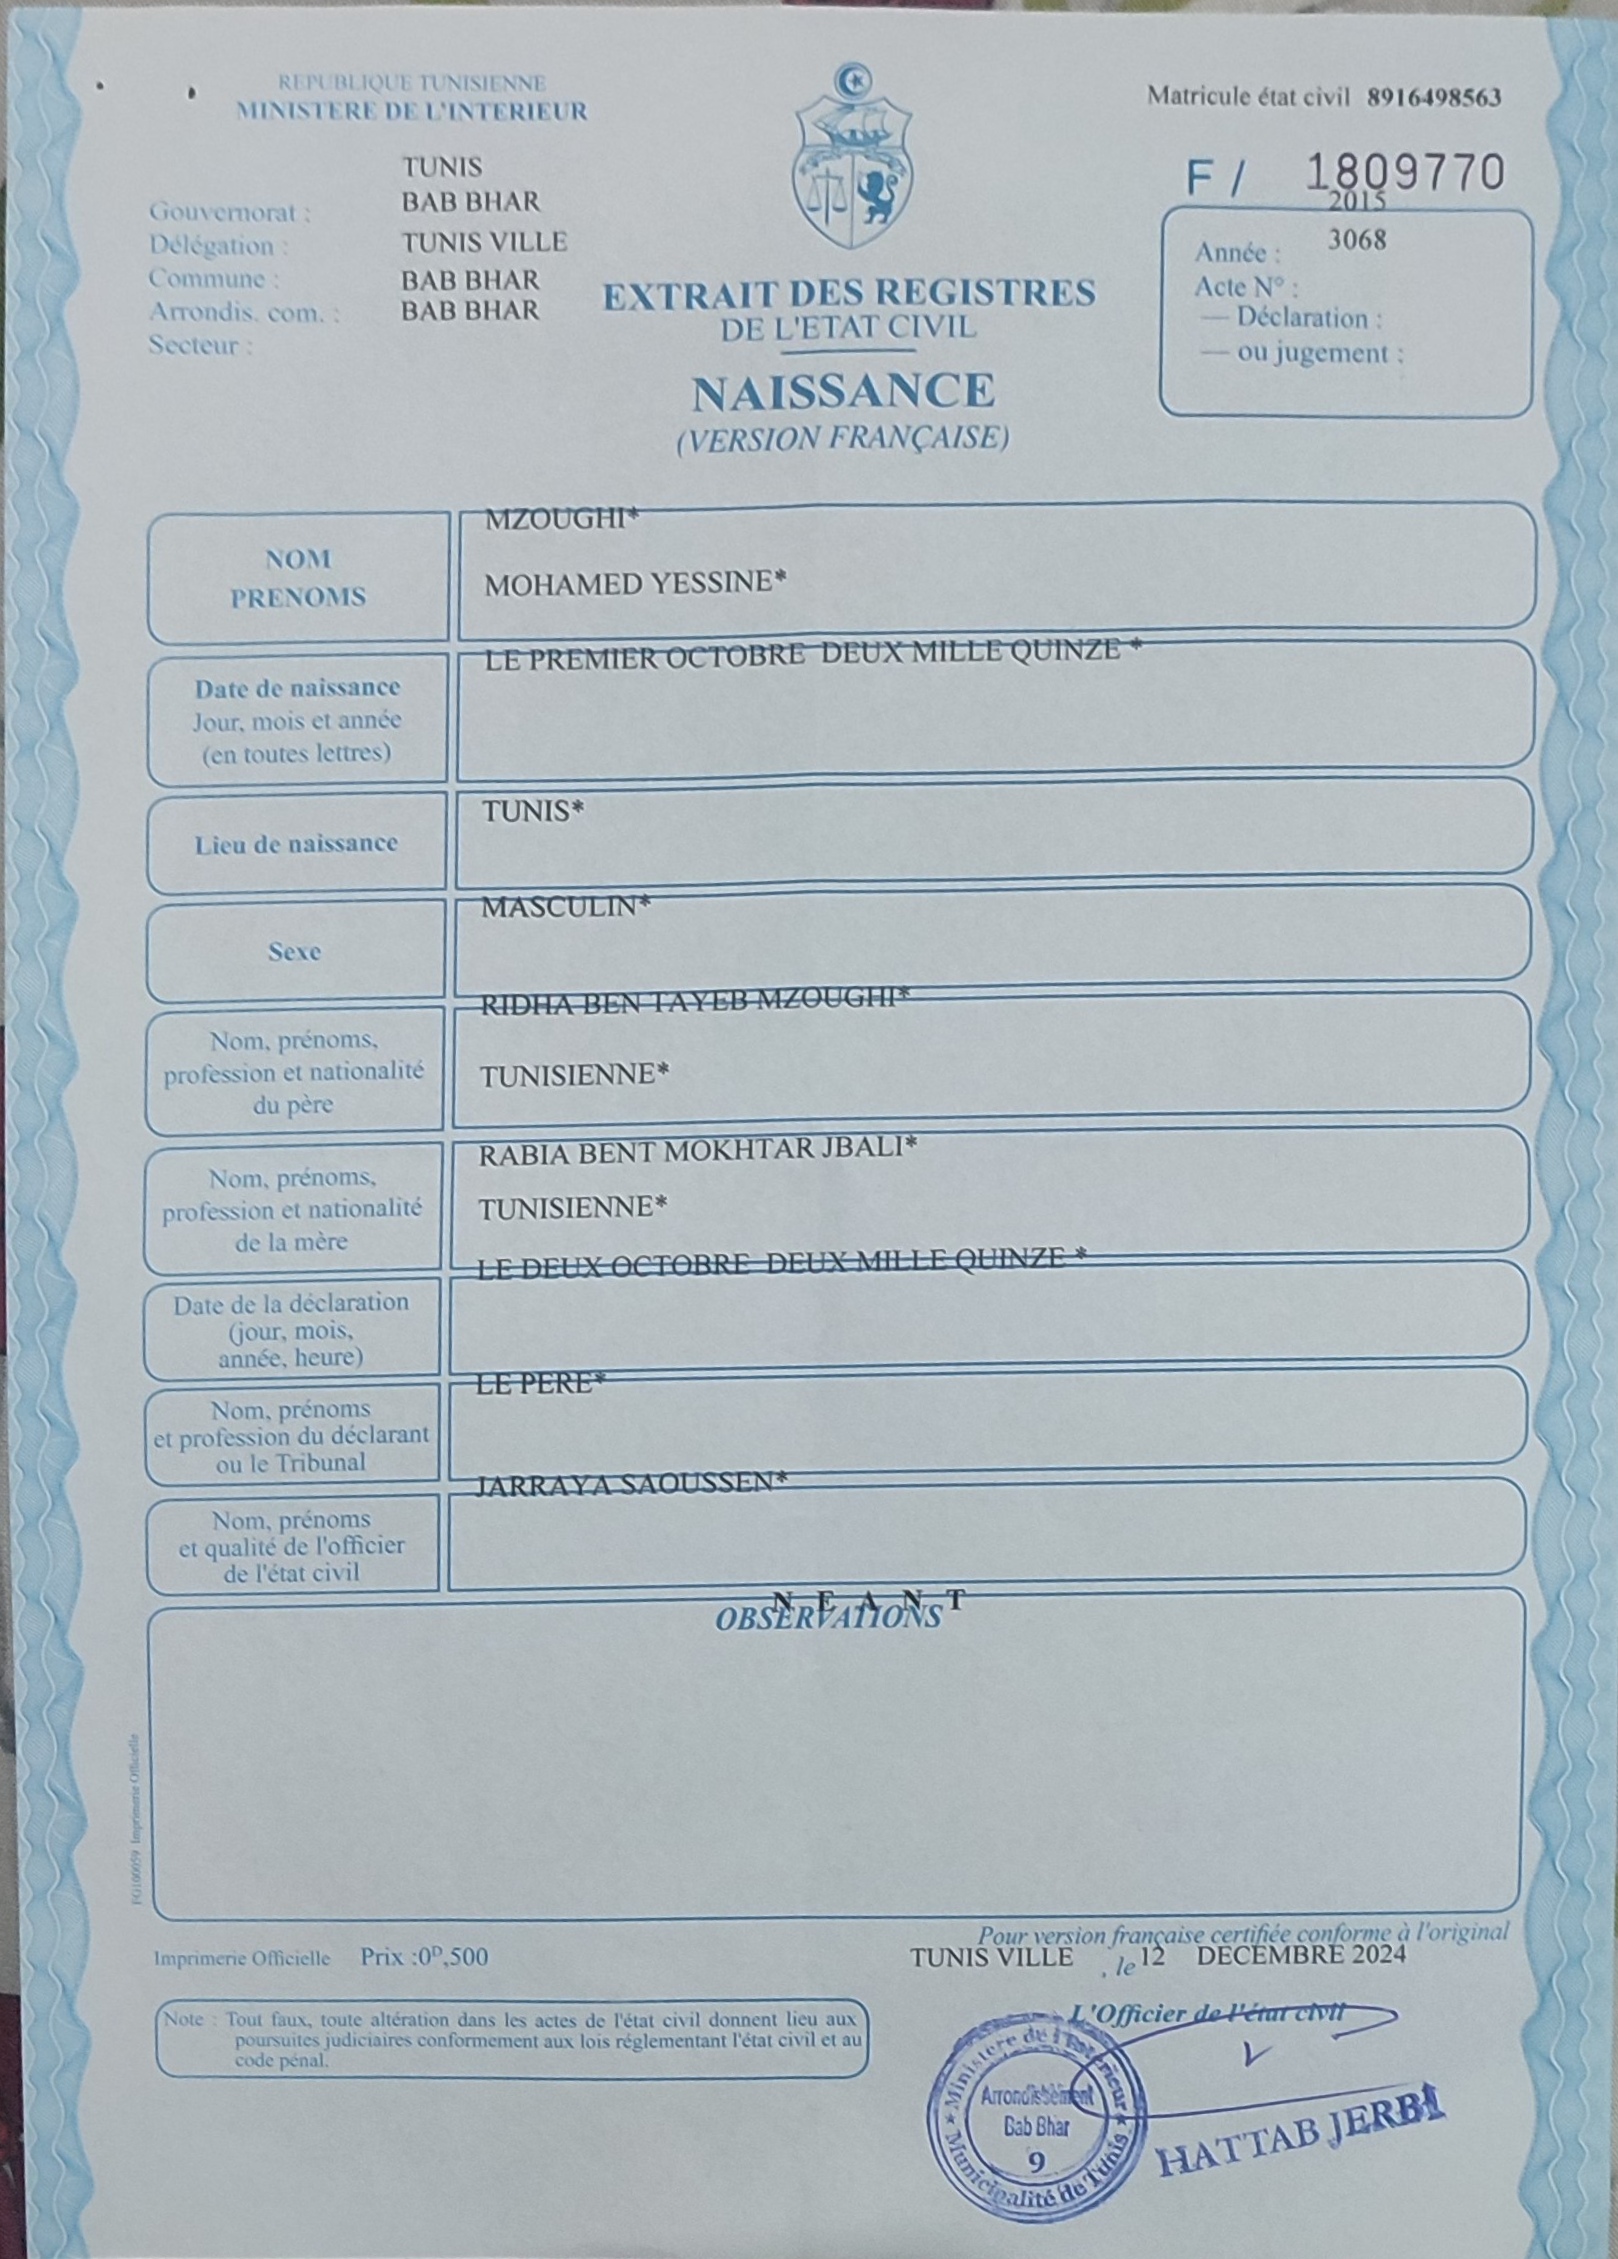 REPUBLIQUE TUNISIENNE
MINISTERE DE L'INTERIEUR
Matricule état civil 8916498563
F / 1809770
TUNIS
BAB BHAR
TUNIS VILLE
BAB BHAR
BAB BHAR
Gouvernorat :
Délégation :
Commune :
Arrondis. com. :
Secteur :
2015
3068
Année :
Acte N° :
— Déclaration :
— ou jugement :
EXTRAIT DES REGISTRES
DE L'ETAT CIVIL
NAISSANCE
(VERSION FRANÇAISE)
NOM
PRENOMS
MZOUGHI*
MOHAMED YESSINE*
Date de naissance
Jour, mois et année
(en toutes lettres)
LE PREMIER OCTOBRE DEUX MILLE QUINZE *
Lieu de naissance
TUNIS*
Sexe
MASCULIN*
Nom, prénoms,
profession et nationalité
du père
RIDHA BEN TAYEB MZOUGHI*
TUNISIENNE*
Nom, prénoms,
profession et nationalité
de la mère
RABIA BENT MOKHTAR JBALI*
TUNISIENNE*
Date de la déclaration
(jour, mois,
année, heure)
LE DEUX OCTOBRE DEUX MILLE QUINZE *
Nom, prénoms
et profession du déclarant
ou le Tribunal
LE PERE*
Nom, prénoms
et qualité de l'officier
de l'état civil
JARRAYA SAOUSSEN*
N E A N T
OBSERVATIONS
FG100059 Imprimerie Officielle
Imprimerie Officielle Prix :0ᴰ,500
Pour version française certifiée conforme à l'original
TUNIS VILLE , le 12 DECEMBRE 2024
Note : Tout faux, toute altération dans les actes de l'état civil donnent lieu aux
poursuites judiciaires conformement aux lois réglementant l'état civil et au
code pénal.
L'Officier de l'état civil
Ministere de l'Interieur
Arrondissement
Bab Bhar
9
Municipalité de Tunis
HATTAB JERBI